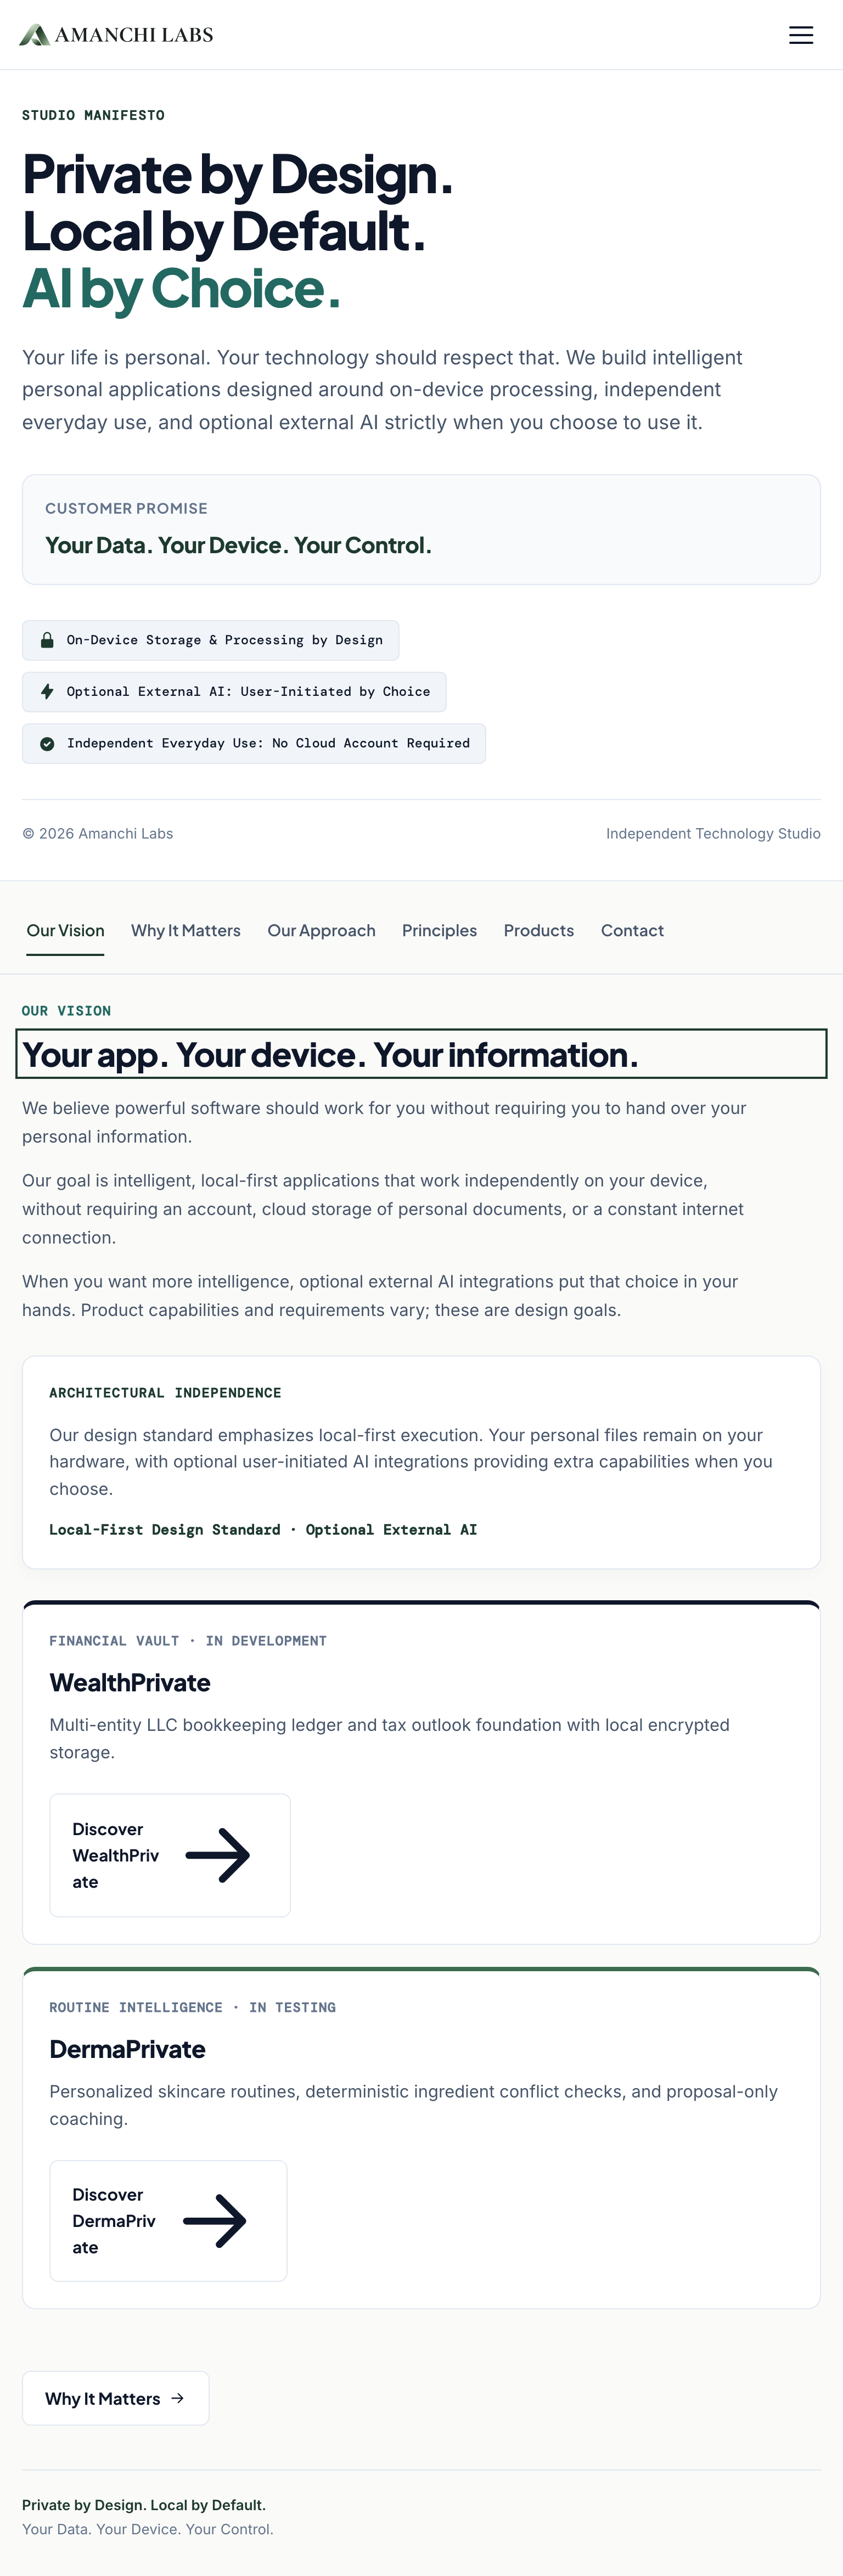 AMANCHI LABS
STUDIO MANIFESTO
Private by Design.
Local by Default.
AI by Choice.
Your life is personal. Your technology should respect that. We build intelligent
personal applications designed around on-device processing, independent
everyday use, and optional external AI strictly when you choose to use it.
CUSTOMER PROMISE
Your Data. Your Device. Your Control.
On-Device Storage & Processing by Design
Optional External AI: User-Initiated by Choice
Independent Everyday Use: No Cloud Account Required
© 2026 Amanchi Labs
Independent Technology Studio
Our Vision
Why It Matters
Our Approach
Principles
Products
Contact
OUR VISION
Your app. Your device. Your information.
We believe powerful software should work for you without requiring you to hand over your
personal information.
Our goal is intelligent, local-first applications that work independently on your device,
without requiring an account, cloud storage of personal documents, or a constant internet
connection.
When you want more intelligence, optional external AI integrations put that choice in your
hands. Product capabilities and requirements vary; these are design goals.
ARCHITECTURAL INDEPENDENCE
Our design standard emphasizes local-first execution. Your personal files remain on your
hardware, with optional user-initiated AI integrations providing extra capabilities when you
choose.
Local-First Design Standard · Optional External AI
FINANCIAL VAULT · IN DEVELOPMENT
WealthPrivate
Multi-entity LLC bookkeeping ledger and tax outlook foundation with local encrypted
storage.
Discover
WealthPriv
ate
ROUTINE INTELLIGENCE · IN TESTING
DermaPrivate
Personalized skincare routines, deterministic ingredient conflict checks, and proposal-only
coaching.
Discover
DermaPriv
ate
Why It Matters
Private by Design. Local by Default.
Your Data. Your Device. Your Control.